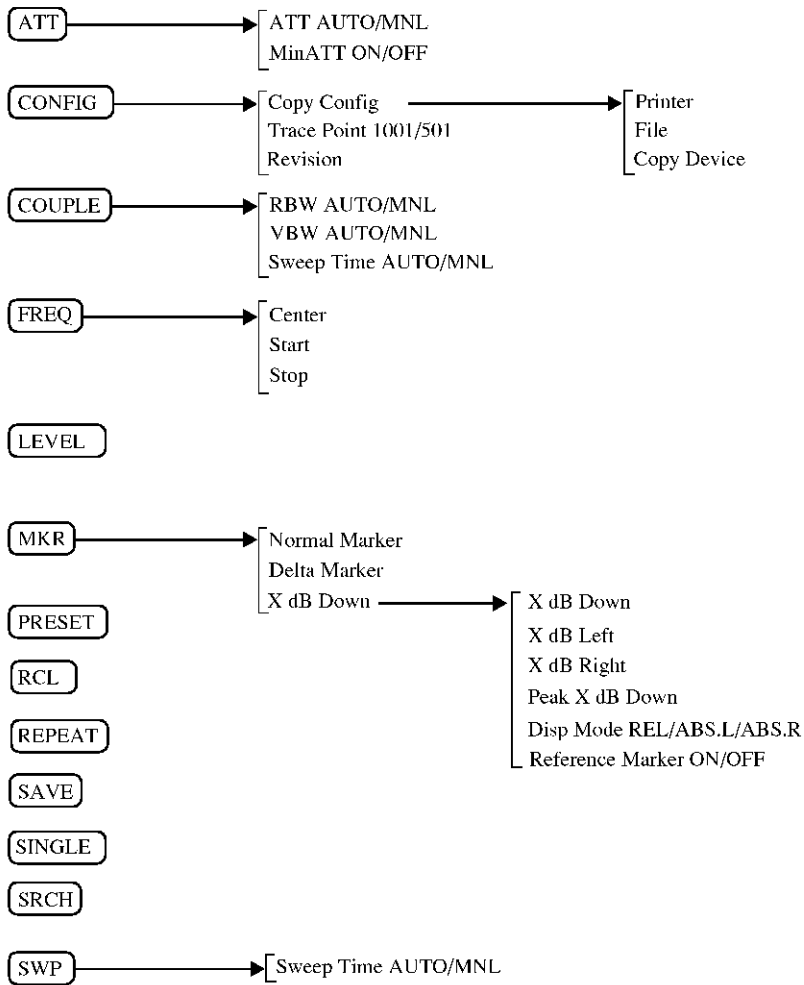 ATT
ATT AUTO/MNL
MinATT ON/OFF
CONFIG
Copy Config
Trace Point 1001/501
Revision
Printer
File
Copy Device
COUPLE
RBW AUTO/MNL
VBW AUTO/MNL
Sweep Time AUTO/MNL
FREQ
Center
Start
Stop
LEVEL
MKR
Normal Marker
Delta Marker
X dB Down
X dB Down
X dB Left
X dB Right
Peak X dB Down
Disp Mode REL/ABS.L/ABS.R
Reference Marker ON/OFF
PRESET
RCL
REPEAT
SAVE
SINGLE
SRCH
SWP
Sweep Time AUTO/MNL